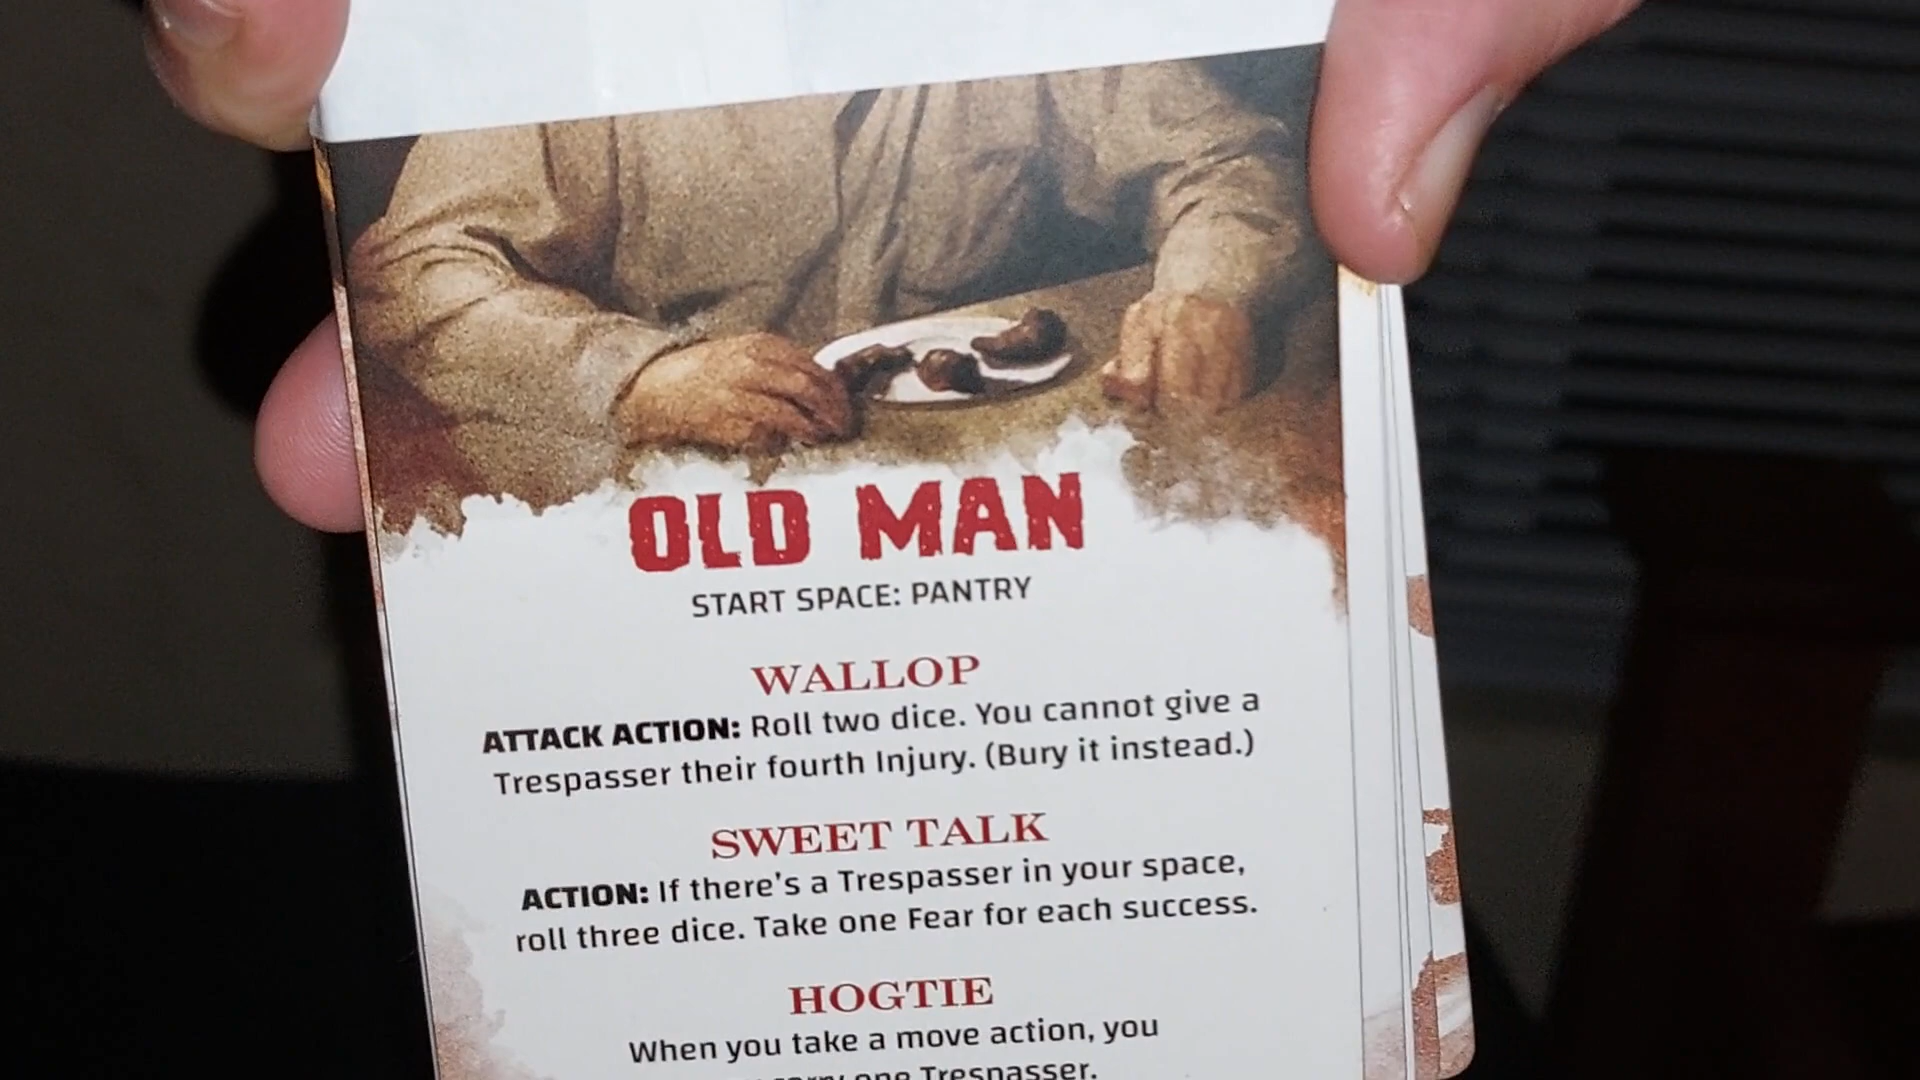 OLD MAN
START SPACE: PANTRY
WALLOP
ATTACK ACTION: Roll two dice. You cannot give a
Trespasser their fourth Injury. (Bury it instead.)
SWEET TALK
ACTION: If there's a Trespasser in your space,
roll three dice. Take one Fear for each success.
HOGTIE
When you take a move action, you
carry one Trespasser.